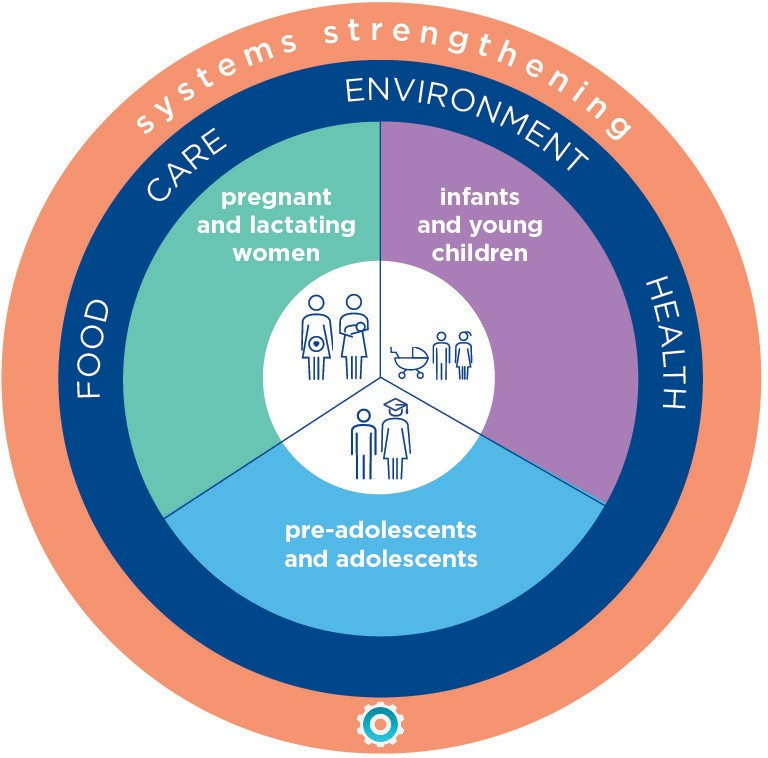 systems strengthening
FOOD
CARE
ENVIRONMENT
HEALTH
pregnant
and lactating
women
infants
and young
children
pre-adolescents
and adolescents